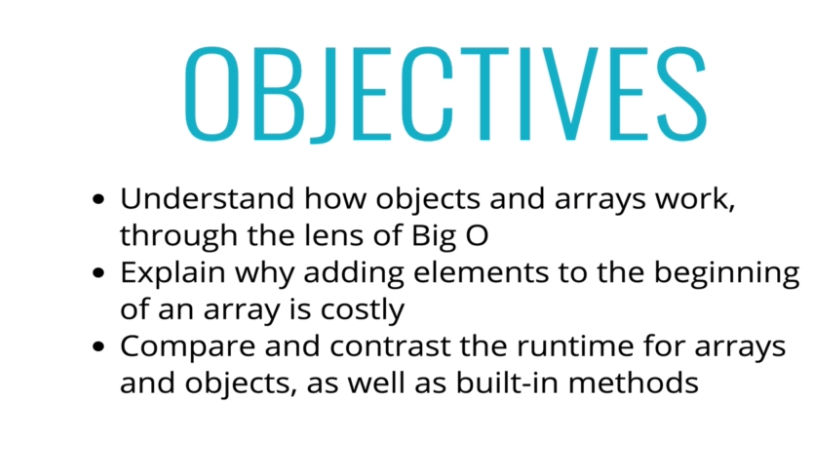 OBJECTIVES
• Understand how objects and arrays work,
through the lens of Big O
• Explain why adding elements to the beginning
of an array is costly
• Compare and contrast the runtime for arrays
and objects, as well as built-in methods